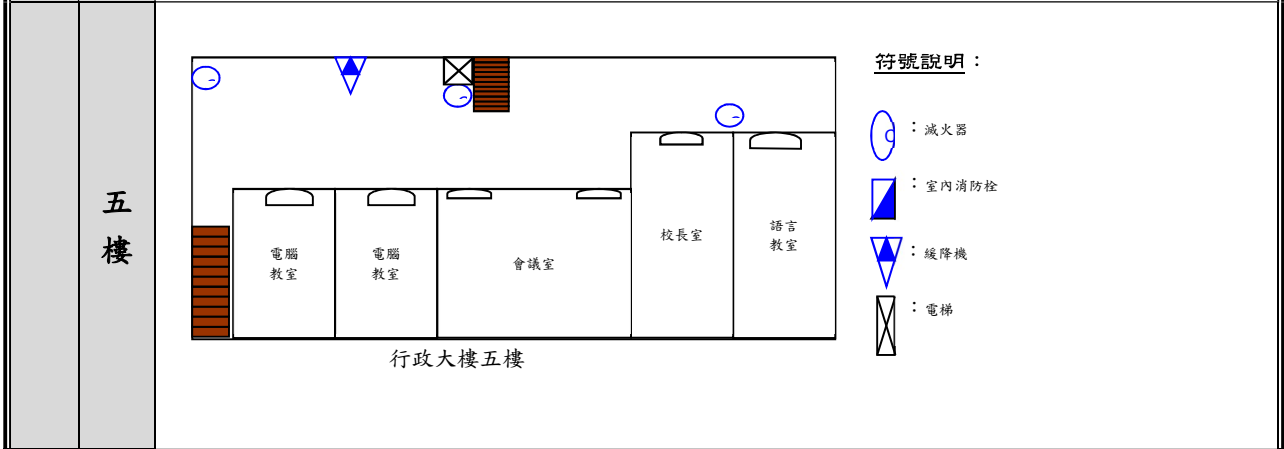 五
樓
電腦
教室
電腦
教室
會議室
校長室
語言
教室
行政大樓五樓
符號說明：
：滅火器
：室內消防栓
：緩降機
：電梯